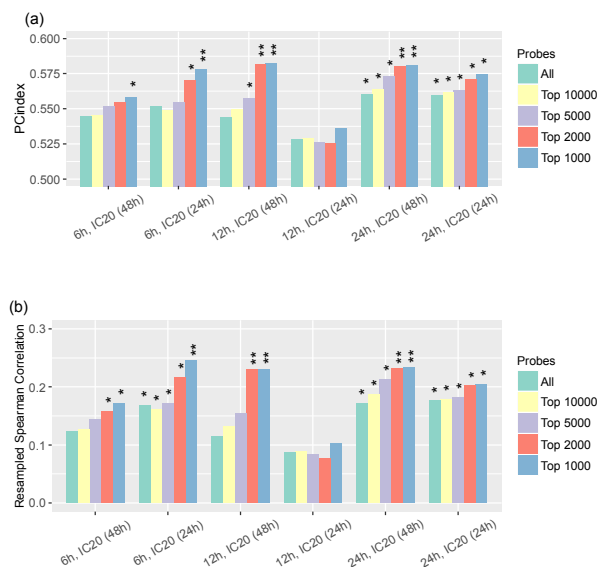 (a)
PCindex
0.600
0.575
0.550
0.525
0.500
*
*
**
*
**
**
*
*
*
**
**
*
*
*
*
*
6h, IC20 (48h)
6h, IC20 (24h)
12h, IC20 (48h)
12h, IC20 (24h)
24h, IC20 (48h)
24h, IC20 (24h)
Probes
All
Top 10000
Top 5000
Top 2000
Top 1000
(b)
Resampled Spearman Correlation
0.3
0.2
0.1
0.0
*
*
*
*
*
*
**
**
**
*
*
*
**
**
*
*
*
*
*
6h, IC20 (48h)
6h, IC20 (24h)
12h, IC20 (48h)
12h, IC20 (24h)
24h, IC20 (48h)
24h, IC20 (24h)
Probes
All
Top 10000
Top 5000
Top 2000
Top 1000